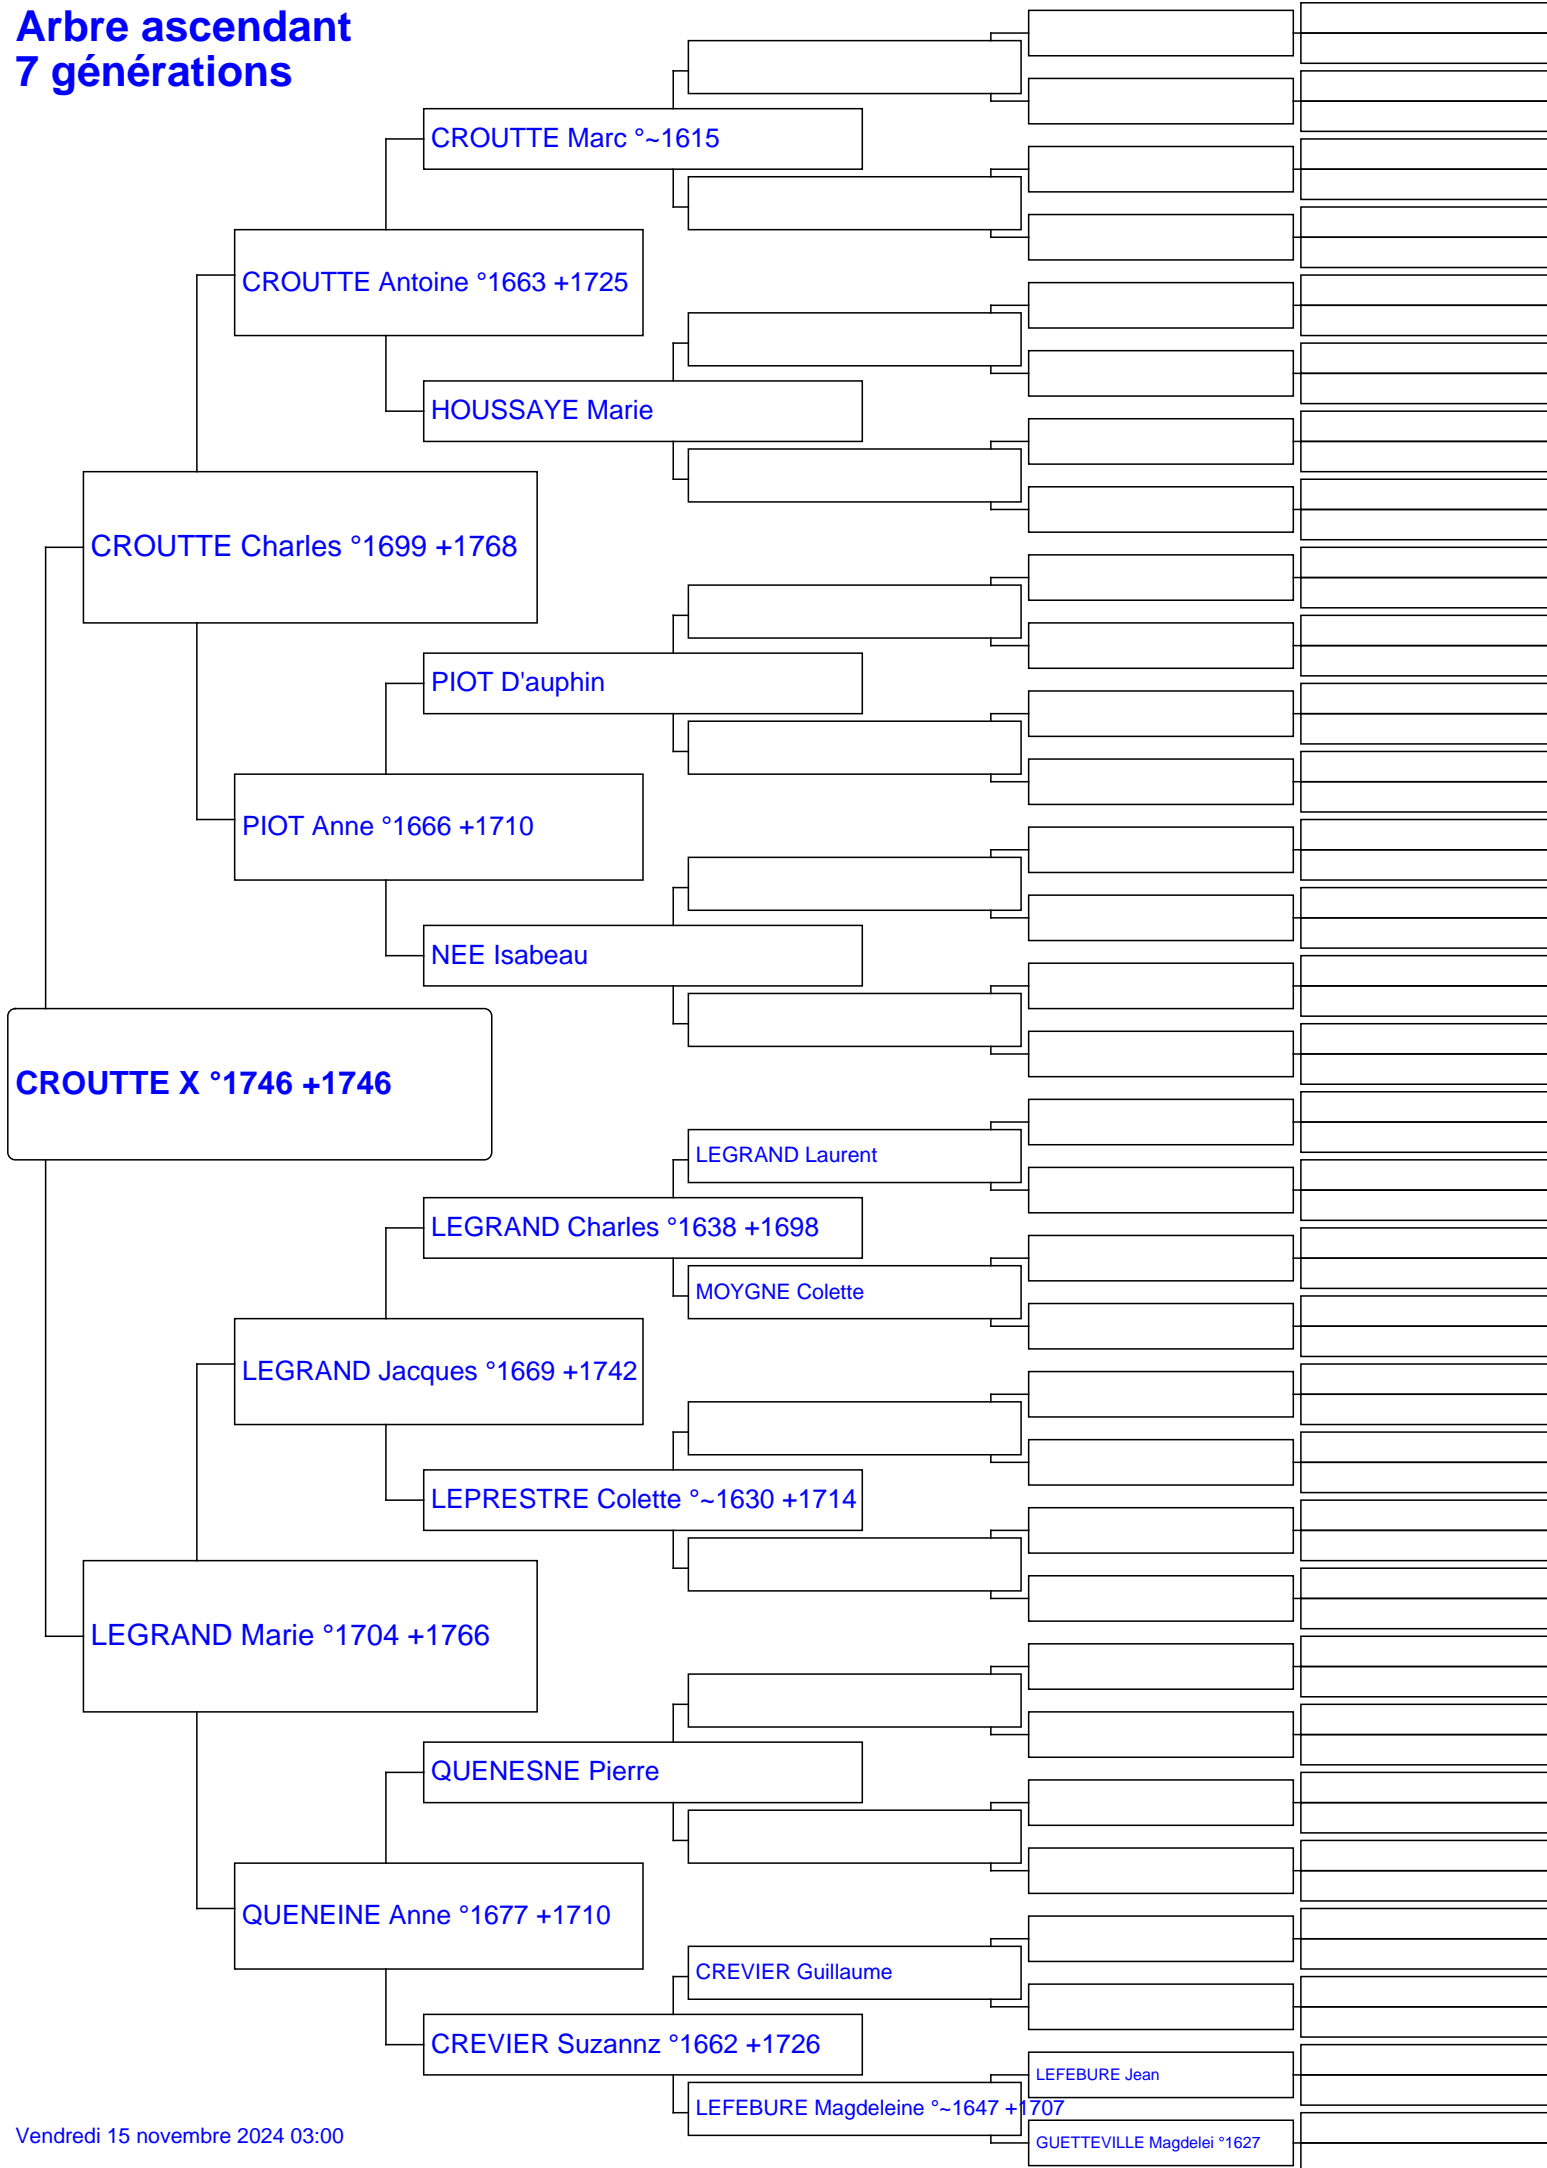 Arbre ascendant
7 générations
CROUTTE Marc °~1615
CROUTTE Antoine °1663 +1725
HOUSSAYE Marie
CROUTTE Charles °1699 +1768
PIOT D'auphin
PIOT Anne °1666 +1710
NEE Isabeau
CROUTTE X °1746 +1746
LEGRAND Laurent
LEGRAND Charles °1638 +1698
MOYGNE Colette
LEGRAND Jacques °1669 +1742
LEPRESTRE Colette °~1630 +1714
LEGRAND Marie °1704 +1766
QUENESNE Pierre
QUENEINE Anne °1677 +1710
CREVIER Guillaume
CREVIER Suzannz °1662 +1726
LEFEBURE Jean
LEFEBURE Magdeleine °~1647 +1707
GUETTEVILLE Magdelei °1627
Vendredi 15 novembre 2024 03:00